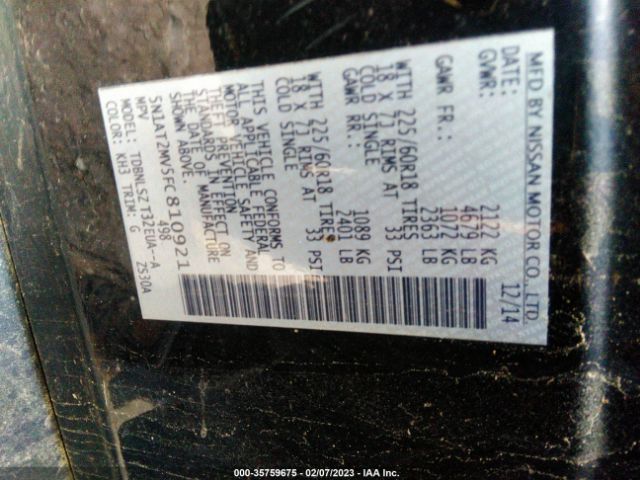 MFD BY NISSAN MOTOR CO., LTD.
DATE: 12/14
GVWR: 2122 KG
4679 LB
GAWR FR.: 1072 KG
2363 LB
WITH 225/60R18 TIRES
18 X 7J RIMS AT 33 PSI
COLD SINGLE
GAWR RR.: 1089 KG
2401 LB
WITH 225/60R18 TIRES
18 X 7J RIMS AT 33 PSI
COLD SINGLE
THIS VEHICLE CONFORMS TO
ALL APPLICABLE FEDERAL
MOTOR VEHICLE SAFETY AND
THEFT PREVENTION
STANDARDS IN EFFECT ON
THE DATE OF MANUFACTURE
SHOWN ABOVE.
5N1AT2MV5FC810921
MPV 498
MODEL: TDBNLSZ T32EUA--A
COLOR: KH3 TRIM: G ZS30A
000-35759675 - 02/07/2023 - IAA Inc.